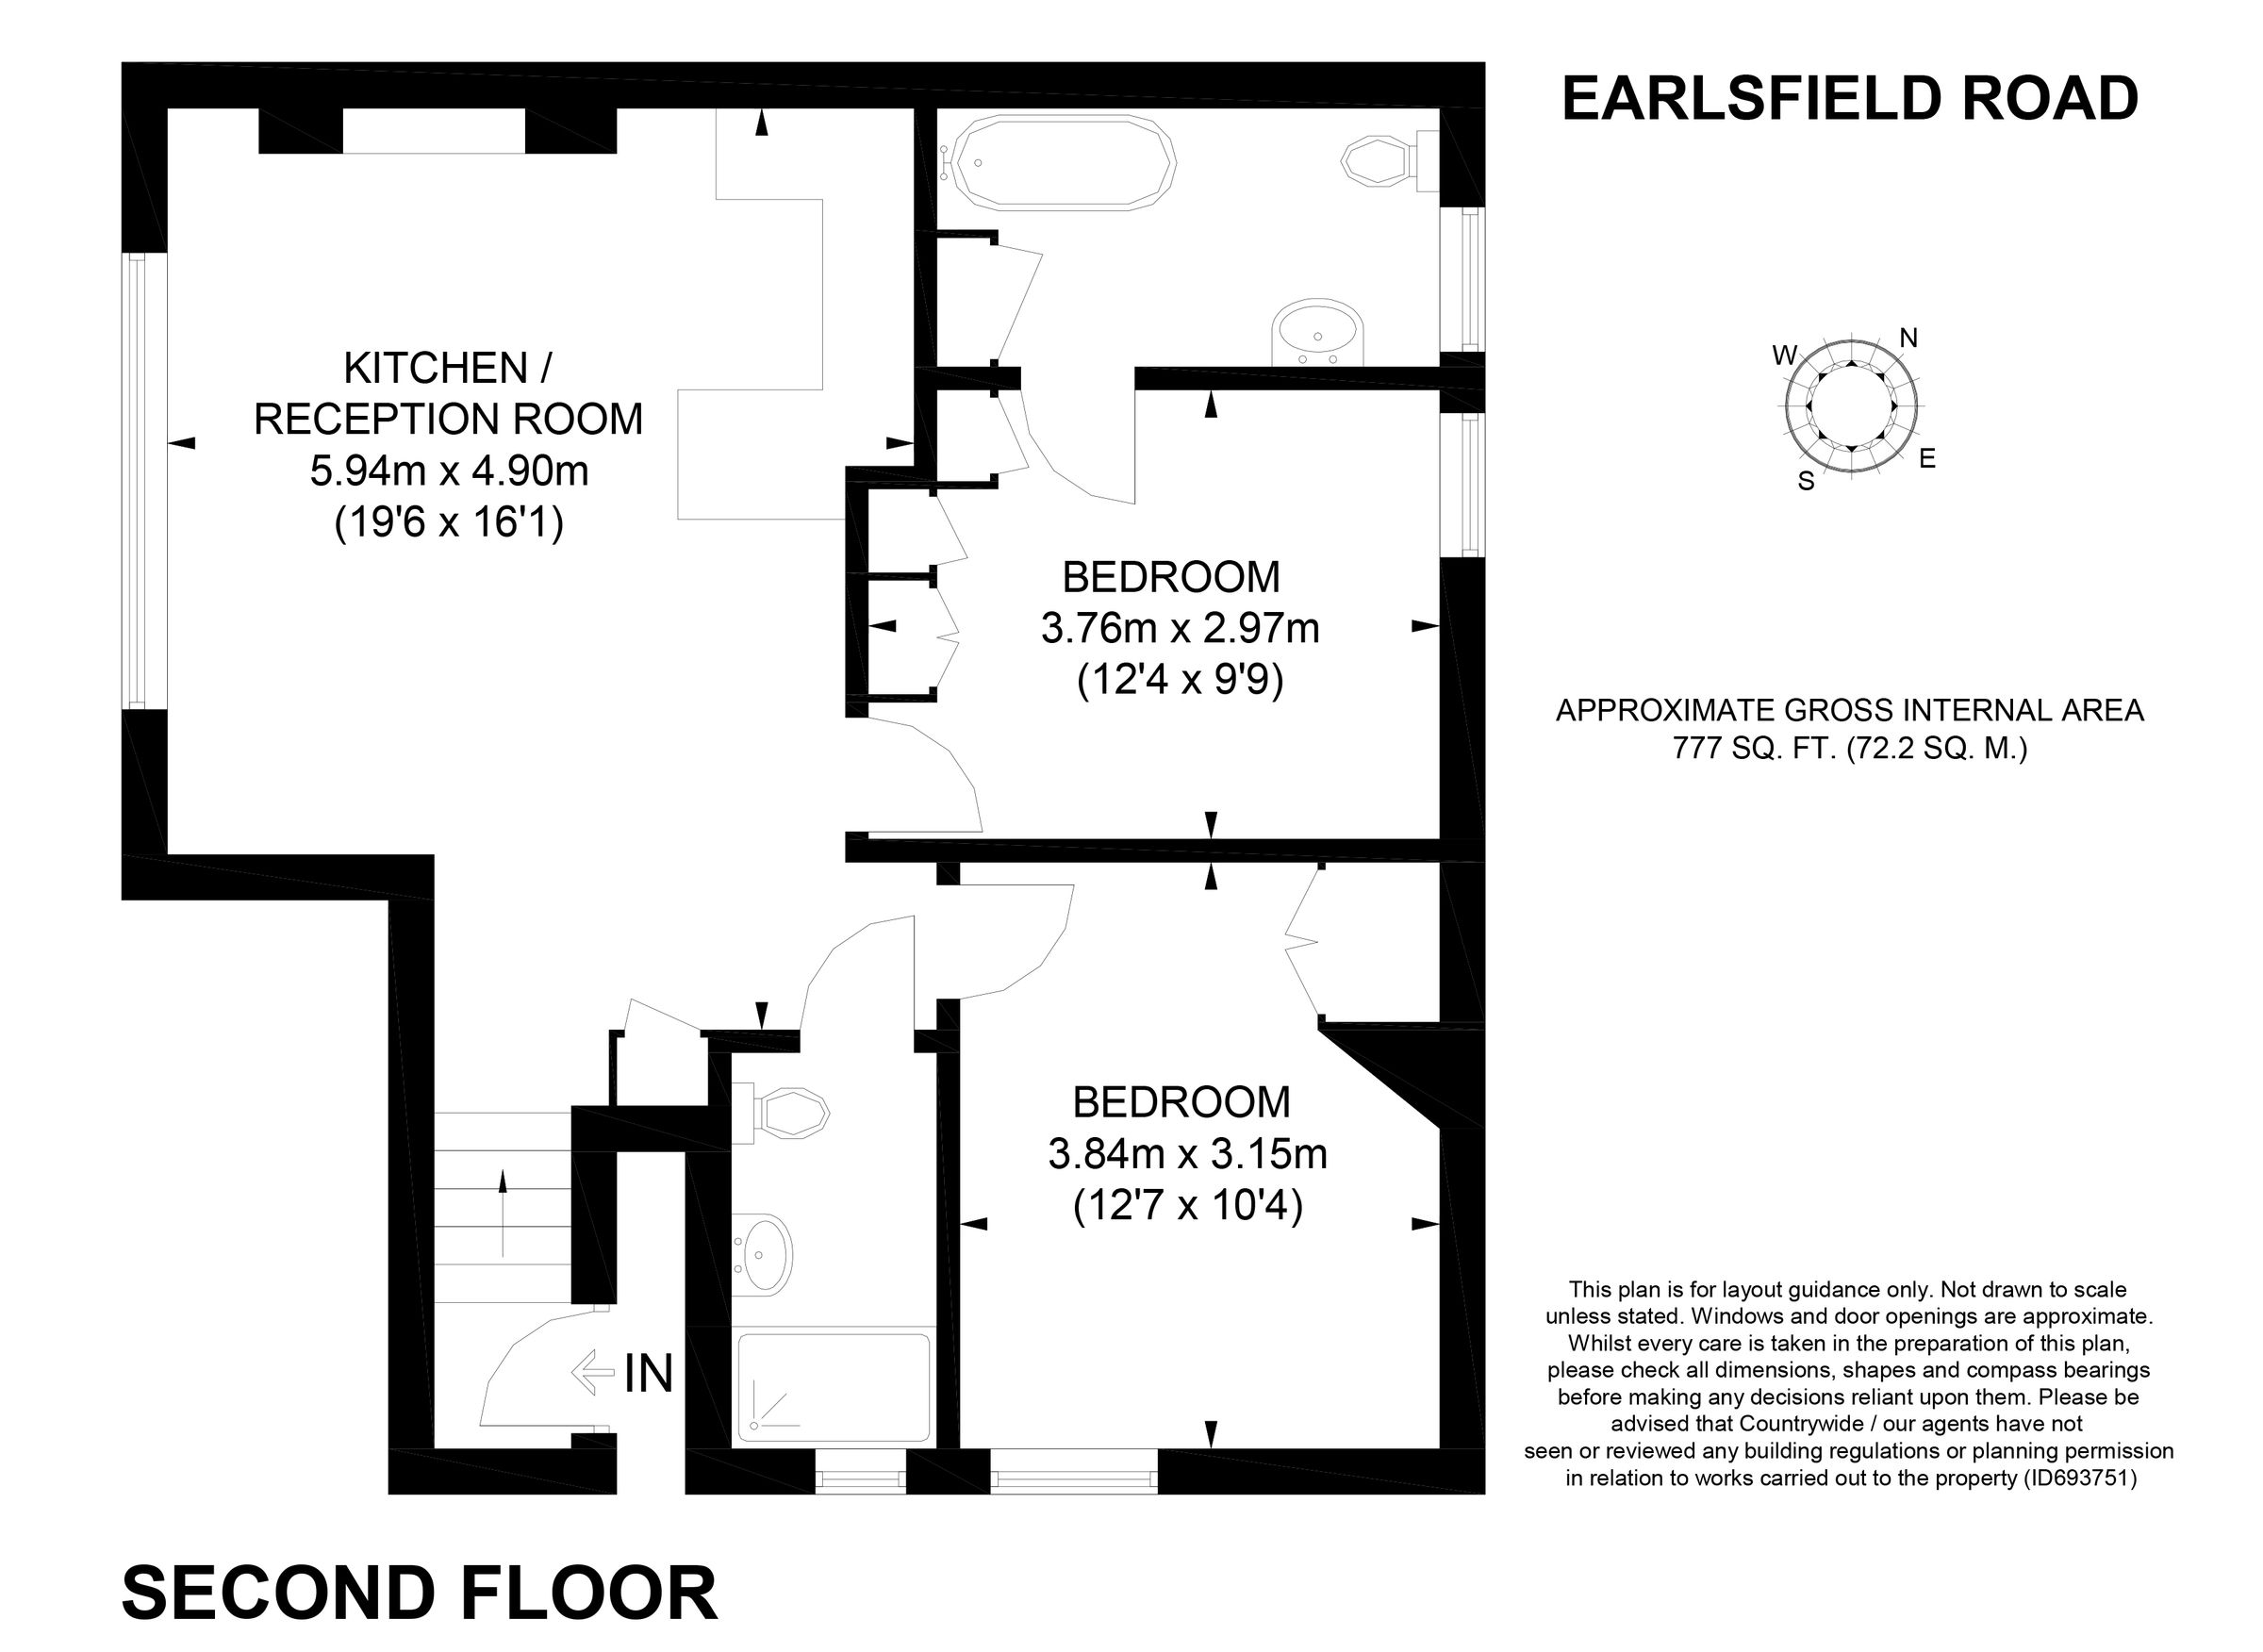 EARLSFIELD ROAD
KITCHEN /
RECEPTION ROOM
5.94m x 4.90m
(19'6 x 16'1)
W
N
S
E
BEDROOM
3.76m x 2.97m
(12'4 x 9'9)
APPROXIMATE GROSS INTERNAL AREA
777 SQ. FT. (72.2 SQ. M.)
BEDROOM
3.84m x 3.15m
(12'7 x 10'4)
IN
This plan is for layout guidance only. Not drawn to scale
unless stated. Windows and door openings are approximate.
Whilst every care is taken in the preparation of this plan,
please check all dimensions, shapes and compass bearings
before making any decisions reliant upon them. Please be
advised that Countrywide / our agents have not
seen or reviewed any building regulations or planning permission
in relation to works carried out to the property (ID693751)
SECOND FLOOR